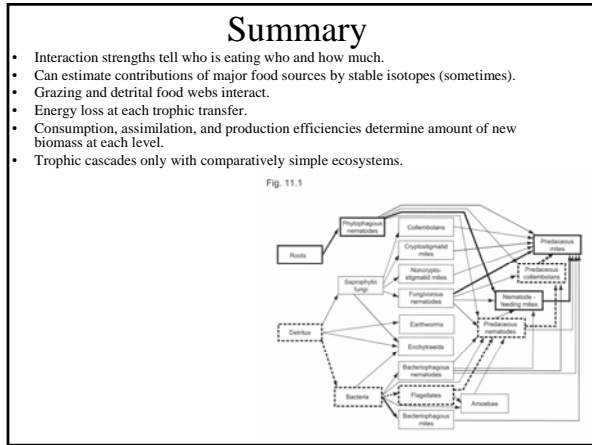 Summary
• Interaction strengths tell who is eating who and how much.
• Can estimate contributions of major food sources by stable isotopes (sometimes).
• Grazing and detrital food webs interact.
• Energy loss at each trophic transfer.
• Consumption, assimilation, and production efficiencies determine amount of new
biomass at each level.
• Trophic cascades only with comparatively simple ecosystems.
Fig. 11.1
Phytophagous
nematodes
Roots
Collembolans
Cryptostigmatid
mites
Noncrypto-
stigmatid mites
Saprophytic
fungi
Fungivorous
nematodes
Predaceous
mites
Predaceous
collembolans
Nematode -
feeding mites
Earthworms
Detritus
Predaceous
nematodes
Enchytraeids
Bacteriophagous
nematodes
Bacteria
Flagellates
Amoebae
Bacteriophagous
mites